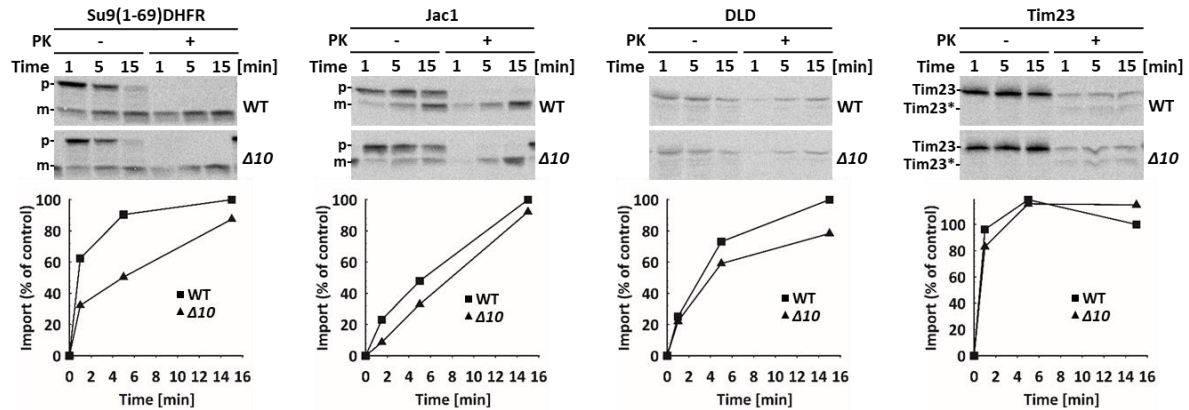 Su9(1-69)DHFR
PK - +
Time 1 5 15 1 5 15 [min]
p-
m-
WT
p-
m-
Δ10
Import (% of control)
100
80
60
40
20
0
WT
Δ10
0 2 4 6 8 10 12 14 16
Time [min]
Jac1
PK - +
Time 1 5 15 1 5 15 [min]
p-
m-
WT
p-
m-
Δ10
Import (% of control)
100
80
60
40
20
0
WT
Δ10
0 2 4 6 8 10 12 14 16
Time [min]
DLD
PK - +
Time 1 5 15 1 5 15 [min]
WT
Δ10
Import (% of control)
100
80
60
40
20
0
WT
Δ10
0 2 4 6 8 10 12 14 16
Time [min]
Tim23
PK - +
Time 1 5 15 1 5 15 [min]
Tim23-
Tim23*-
WT
Tim23-
Tim23*-
Δ10
Import (% of control)
100
80
60
40
20
0
WT
Δ10
0 2 4 6 8 10 12 14 16
Time [min]